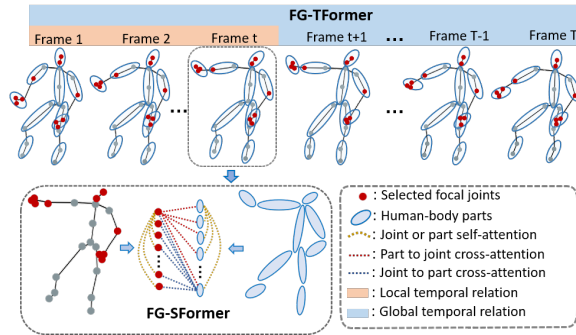 FG-TFormer
Frame 1 Frame 2 Frame t Frame t+1 ... Frame T-1 Frame T
... ...
FG-SFormer
: Selected focal joints
: Human-body parts
: Joint or part self-attention
: Part to joint cross-attention
: Joint to part cross-attention
: Local temporal relation
: Global temporal relation